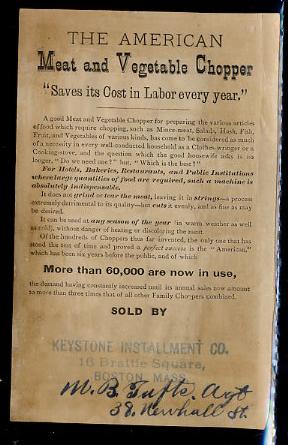 THE AMERICAN
Meat and Vegetable Chopper
"Saves its Cost in Labor every year."
A good Meat and Vegetable Chopper for preparing the various articles
of food which require chopping, such as Mince-meat, Salads, Hash, Fish,
Fruit, and Vegetables of various kinds, has come to be considered as much
of a necessity in every well-conducted household as a Clothes-wringer or a
Cooking-stove, and the question which the good housewife asks is no
longer, "Do we need one?" but, "Which is the best?"
For Hotels, Bakeries, Restaurants, and Public Institutions
where large quantities of food are required, such a machine is
absolutely indispensable.
It does not grind or tear the meat, leaving it in strings—a process
extremely detrimental to its quality—but cuts it evenly, and as fine as may
be desired.
It can be used at any season of the year (in warm weather as well
as cold), without danger of heating or discoloring the meat.
Of the hundreds of Choppers thus far invented, the only one that has
stood the test of time and proved a perfect success is the "American,"
which has been six years before the public, and of which
More than 60,000 are now in use,
the demand having constantly increased until its annual sales now amount
to more than three times that of all other Family Choppers combined.
SOLD BY
KEYSTONE INSTALLMENT CO.
16 Brattle Square,
BOSTON, MASS.
M. B. Tufts, Agt
38 Newhall St.